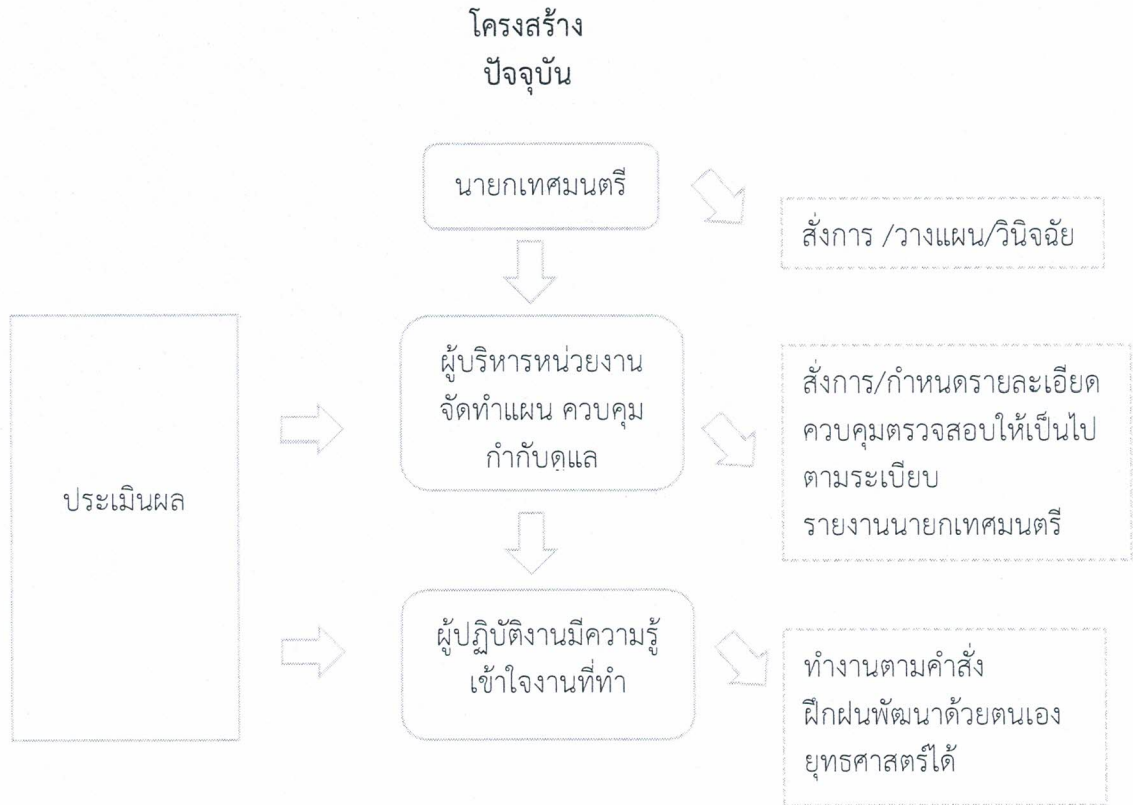 โครงสร้าง
ปัจจุบัน
นายกเทศมนตรี
สั่งการ /วางแผน/วินิจฉัย
ผู้บริหารหน่วยงาน
จัดทำแผน ควบคุม
กำกับดูแล
สั่งการ/กำหนดรายละเอียด
ควบคุมตรวจสอบให้เป็นไป
ตามระเบียบ
รายงานนายกเทศมนตรี
ประเมินผล
ผู้ปฏิบัติงานมีความรู้
เข้าใจงานที่ทำ
ทำงานตามคำสั่ง
ฝึกฝนพัฒนาด้วยตนเอง
ยุทธศาสตร์ได้